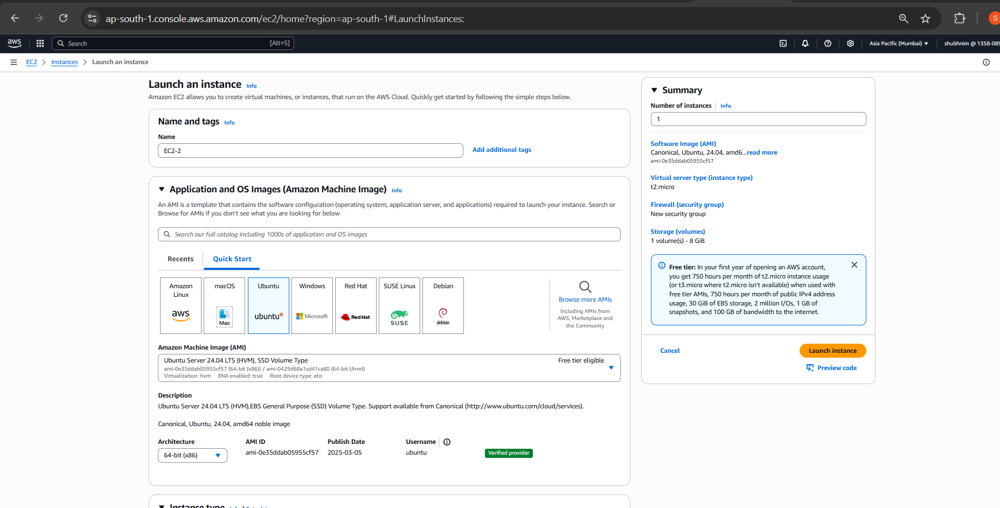 ap-south-1.console.aws.amazon.com/ec2/home?region=ap-south-1#LaunchInstances:
S
aws
Search
[Alt+S]
Asia Pacific (Mumbai)
shubhnim @ 1358-089
EC2
Instances
Launch an instance
Launch an instance Info
Amazon EC2 allows you to create virtual machines, or instances, that run on the AWS Cloud. Quickly get started by following the simple steps below.
Name and tags Info
Name
EC2-2
Add additional tags
Application and OS Images (Amazon Machine Image) Info
An AMI is a template that contains the software configuration (operating system, application server, and applications) required to launch your instance. Search or
Browse for AMIs if you don't see what you are looking for below
Search our full catalog including 1000s of application and OS images
Recents
Quick Start
Amazon
Linux
aws
macOS
Mac
Ubuntu
ubuntu
Windows
Microsoft
Red Hat
Red Hat
SUSE Linux
SUSE
Debian
debian
Browse more AMIs
Including AMIs from
AWS, Marketplace and
the Community
Amazon Machine Image (AMI)
Ubuntu Server 24.04 LTS (HVM), SSD Volume Type
Free tier eligible
ami-0e35ddab05955cf57 (64-bit (x86)) / ami-0429d68a1cd41ca80 (64-bit (Arm))
Virtualization: hvm ENA enabled: true Root device type: ebs
Description
Ubuntu Server 24.04 LTS (HVM),EBS General Purpose (SSD) Volume Type. Support available from Canonical (http://www.ubuntu.com/cloud/services).
Canonical, Ubuntu, 24.04, amd64 noble image
Architecture
64-bit (x86)
AMI ID
ami-0e35ddab05955cf57
Publish Date
2025-03-05
Username
ubuntu
Verified provider
Instance type
Summary
Number of instances Info
1
Software Image (AMI)
Canonical, Ubuntu, 24.04, amd6...read more
ami-0e35ddab05955cf57
Virtual server type (instance type)
t2.micro
Firewall (security group)
New security group
Storage (volumes)
1 volume(s) - 8 GiB
Free tier: In your first year of opening an AWS account,
you get 750 hours per month of t2.micro instance usage
(or t3.micro where t2.micro isn't available) when used with
free tier AMIs, 750 hours per month of public IPv4 address
usage, 30 GiB of EBS storage, 2 million I/Os, 1 GB of
snapshots, and 100 GB of bandwidth to the internet.
Cancel
Launch instance
Preview code